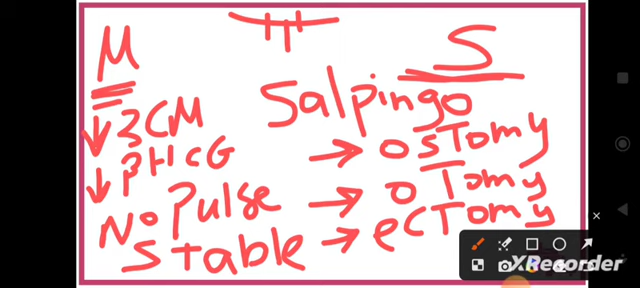 M S
Salpingo
↓ 3CM
↓ βHCG → osTomy
No Pulse → oTomy
STable → ecTomy
XRecorder